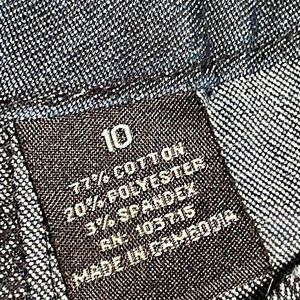 10
77% COTTON
20% POLYESTER
3% SPANDEX
RN. 103715
MADE IN CAMBODIA